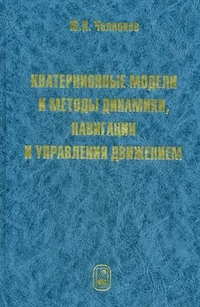 Ю.Н. Челноков
КВАТЕРНИОННЫЕ МОДЕЛИ
И МЕТОДЫ ДИНАМИКИ,
НАВИГАЦИИ
И УПРАВЛЕНИЯ ДВИЖЕНИЕМ